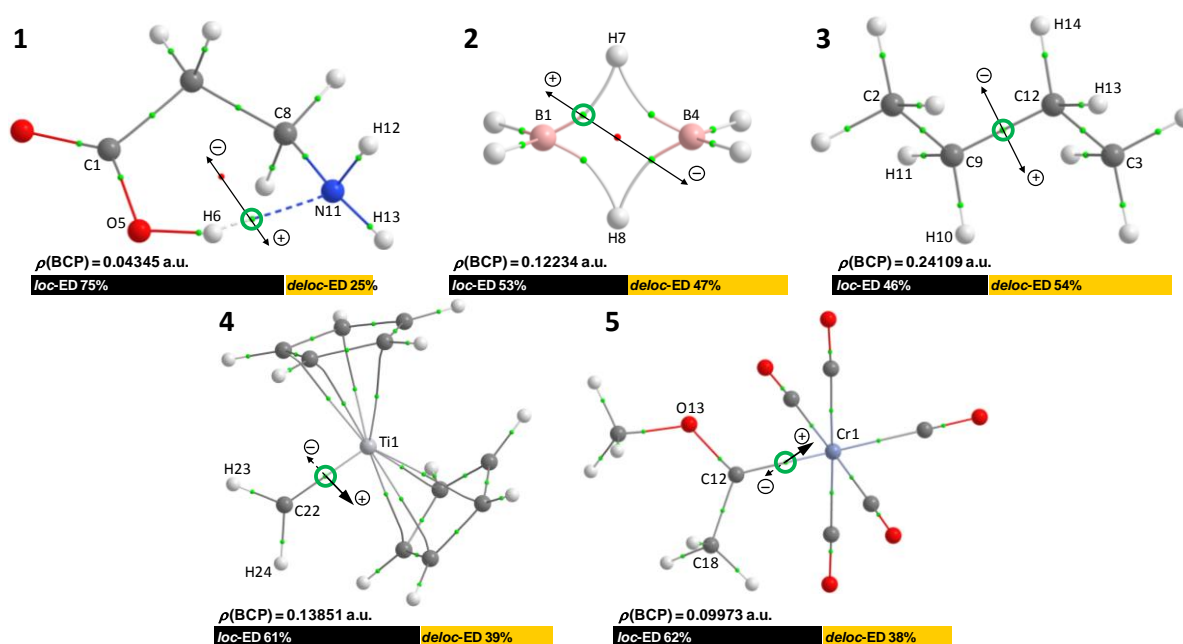 1
C8
H12
C1
⊖
N11
O5
H6
⊕
H13
ρ(BCP) = 0.04345 a.u.
loc-ED 75% deloc-ED 25%
2
H7
⊕
B1
B4
⊖
H8
ρ(BCP) = 0.12234 a.u.
loc-ED 53% deloc-ED 47%
3
H14
⊖
C2
C12
H13
H11
C9
⊕
C3
H10
ρ(BCP) = 0.24109 a.u.
loc-ED 46% deloc-ED 54%
4
Ti1
⊖
H23
⊕
C22
H24
ρ(BCP) = 0.13851 a.u.
loc-ED 61% deloc-ED 39%
5
O13
⊕
Cr1
C12
⊖
C18
ρ(BCP) = 0.09973 a.u.
loc-ED 62% deloc-ED 38%